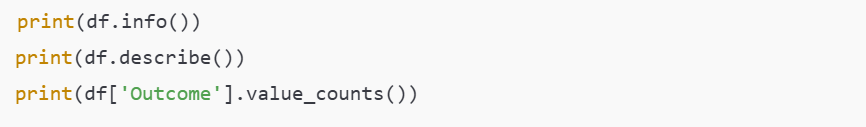 print(df.info())
print(df.describe())
print(df['Outcome'].value_counts())